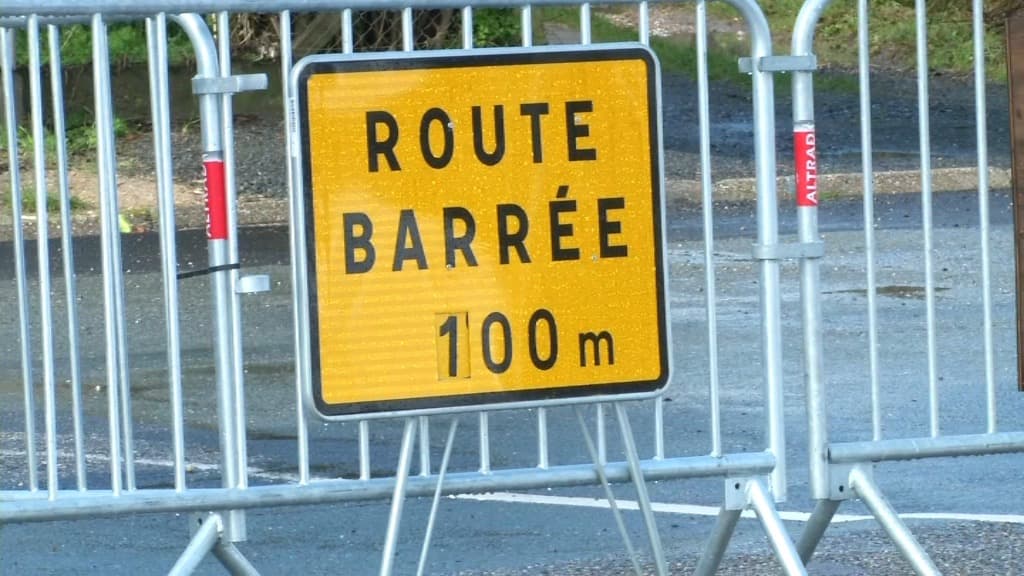 ROUTE
BARRÉE
100 m
ALTRAD